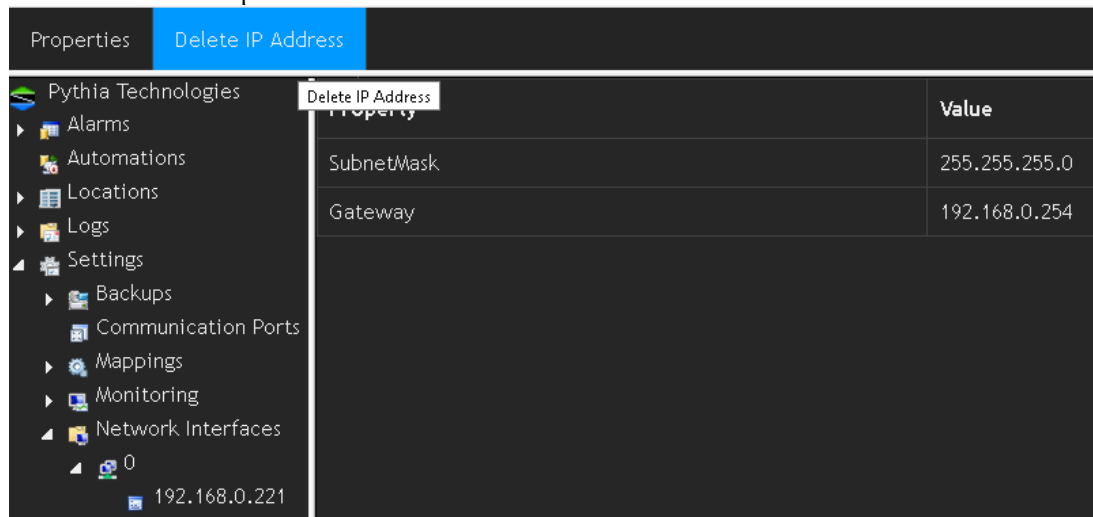 Properties Delete IP Address
Pythia Technologies
Delete IP Address
Value
Alarms
Automations
SubnetMask 255.255.255.0
Locations
Gateway 192.168.0.254
Logs
Settings
Backups
Communication Ports
Mappings
Monitoring
Network Interfaces
0
192.168.0.221